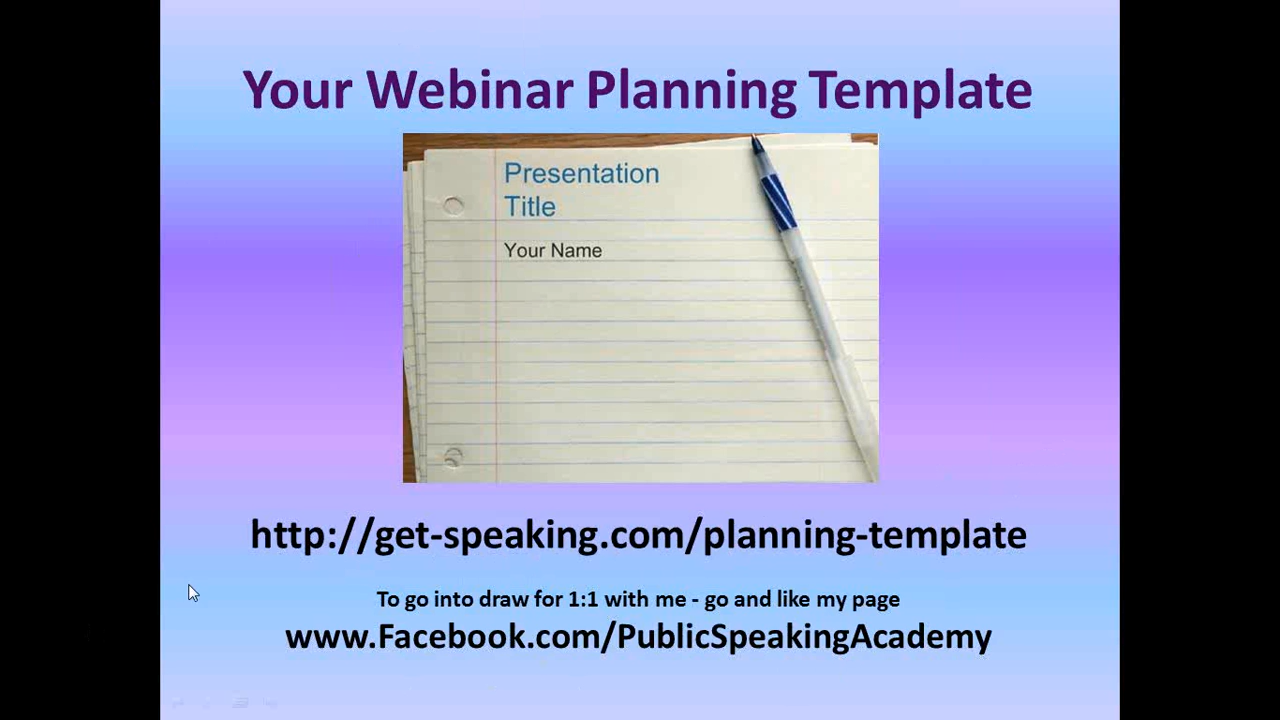 Your Webinar Planning Template
Presentation
Title
Your Name
http://get-speaking.com/planning-template
To go into draw for 1:1 with me - go and like my page
www.Facebook.com/PublicSpeakingAcademy